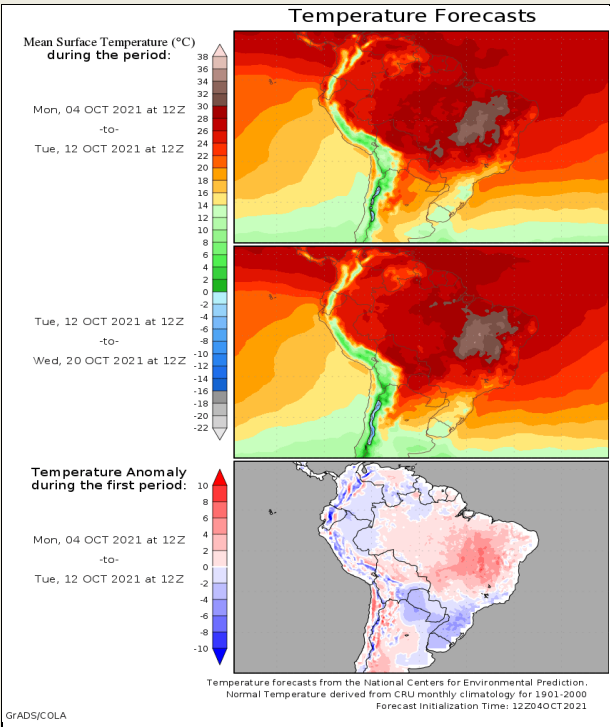 Temperature Forecasts
Mean Surface Temperature (°C)
during the period:
38
36
34
32
30
28
26
24
22
20
18
16
14
12
10
8
6
4
2
0
-2
-4
-6
-8
-10
-12
-14
-16
-18
-20
-22
Mon, 04 OCT 2021 at 12Z
-to-
Tue, 12 OCT 2021 at 12Z
Tue, 12 OCT 2021 at 12Z
-to-
Wed, 20 OCT 2021 at 12Z
Temperature Anomaly
during the first period:
10
8
6
4
2
0
-2
-4
-6
-8
-10
Mon, 04 OCT 2021 at 12Z
-to-
Tue, 12 OCT 2021 at 12Z
Temperature forecasts from the National Centers for Environmental Prediction.
Normal Temperature derived from CRU monthly climatology for 1901-2000
Forecast Initialization Time: 12Z04OCT2021
GrADS/COLA